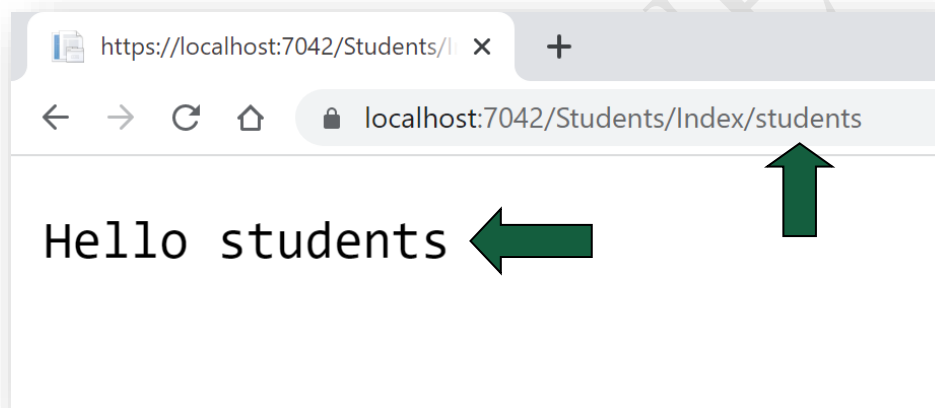 https://localhost:7042/Students/I
localhost:7042/Students/Index/students
Hello students